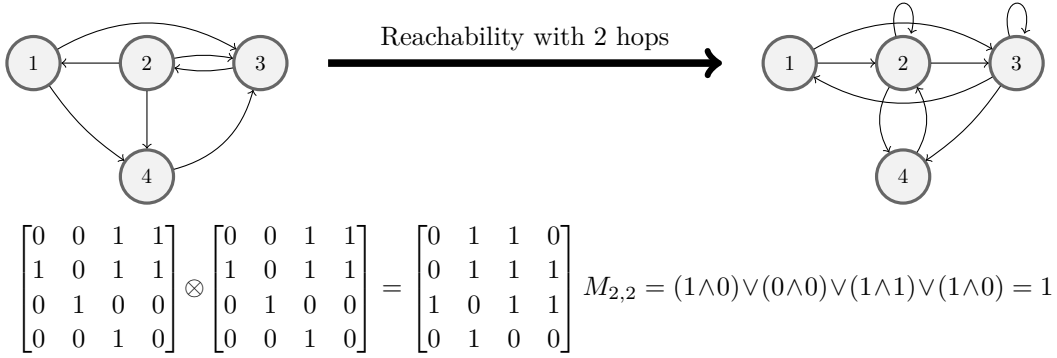 Reachability with 2 hops
1 2 3 1 2 3
4 4
[0 0 1 1] [0 0 1 1] [0 1 1 0]
[1 0 1 1] [1 0 1 1] [0 1 1 1]
[0 1 0 0] ⊗ [0 1 0 0] = [1 0 1 1] M2,2 = (1∧0)∨(0∧0)∨(1∧1)∨(1∧0) = 1
[0 0 1 0] [0 0 1 0] [0 1 0 0]